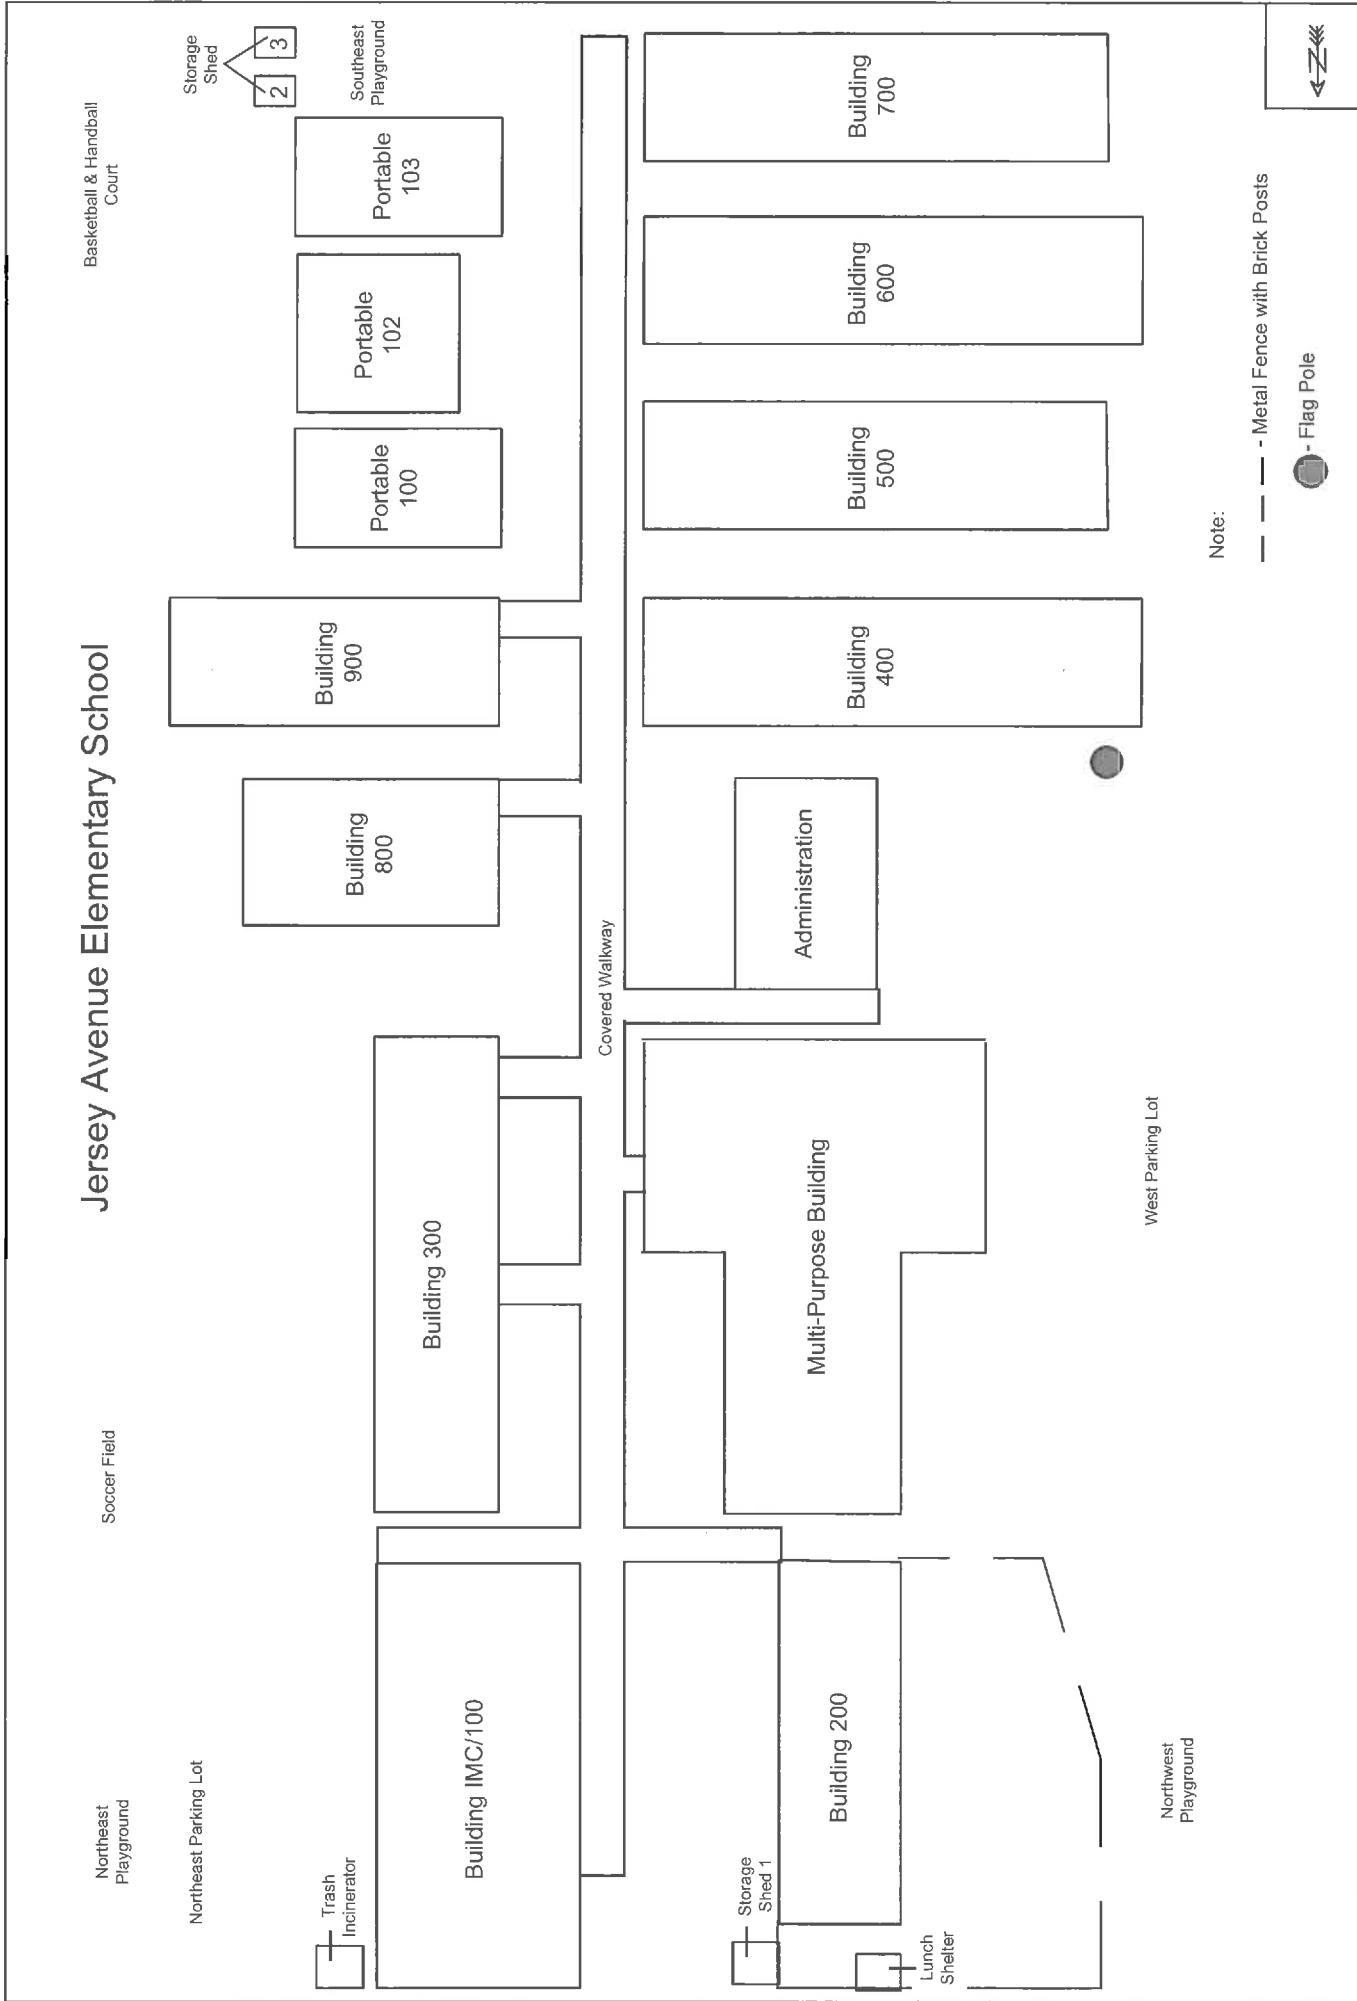 Jersey Avenue Elementary School
Northeast
Playground
Soccer Field
Basketball & Handball
Court
Northeast Parking Lot
Storage
Shed
2
3
Trash
Incinerator
Southeast
Playground
Building
900
Building
800
Portable
100
Portable
102
Portable
103
Building IMC/100
Building 300
Covered Walkway
Storage
Shed 1
Building 200
Multi-Purpose Building
Administration
Building
400
Building
500
Building
600
Building
700
Lunch
Shelter
Northwest
Playground
West Parking Lot
Note:
- Metal Fence with Brick Posts
- Flag Pole
N